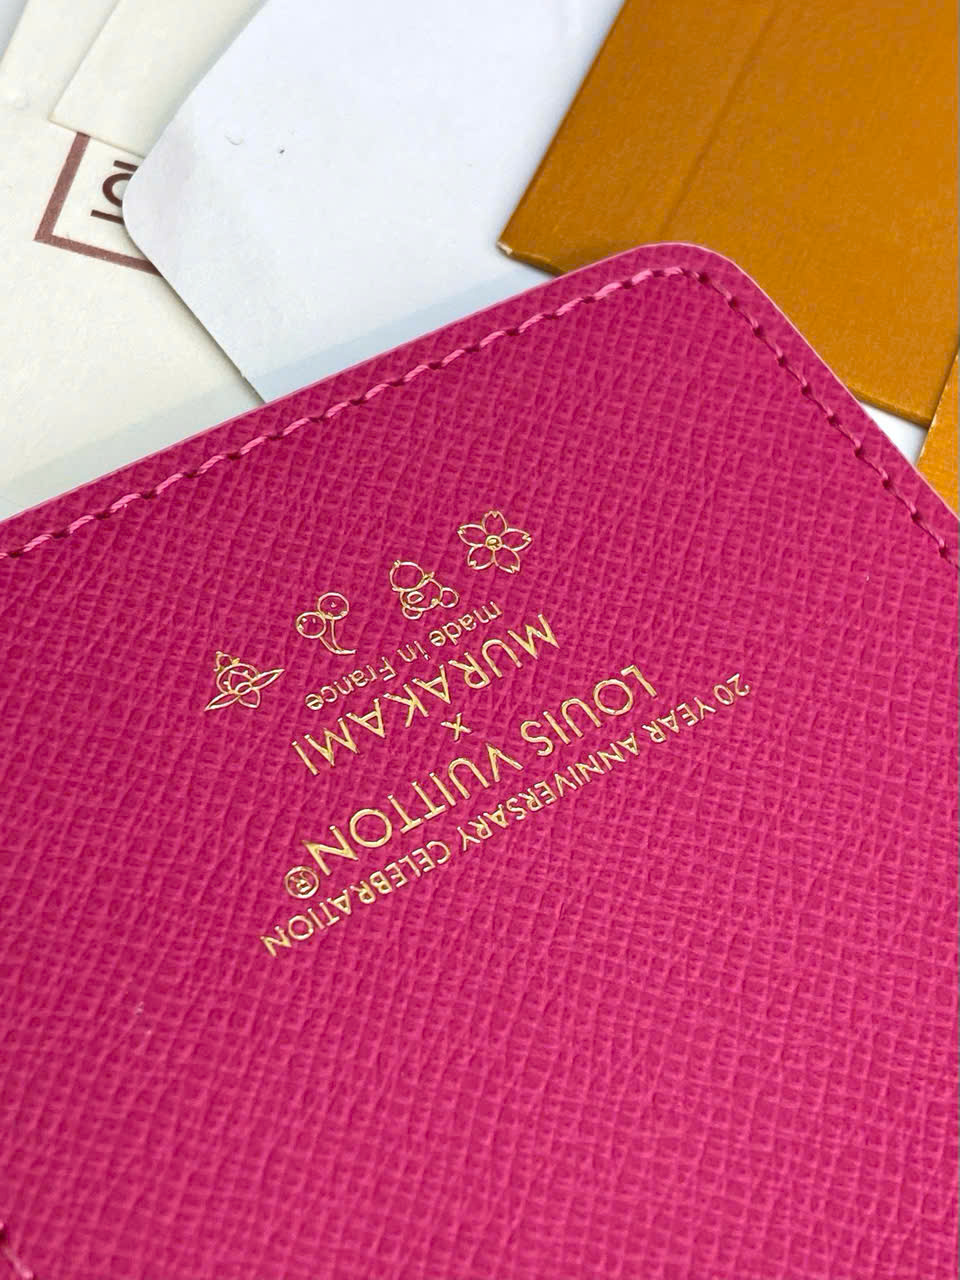 20 YEAR ANNIVERSARY CELEBRATION
LOUIS VUITTON®
x
MURAKAMI
made in France